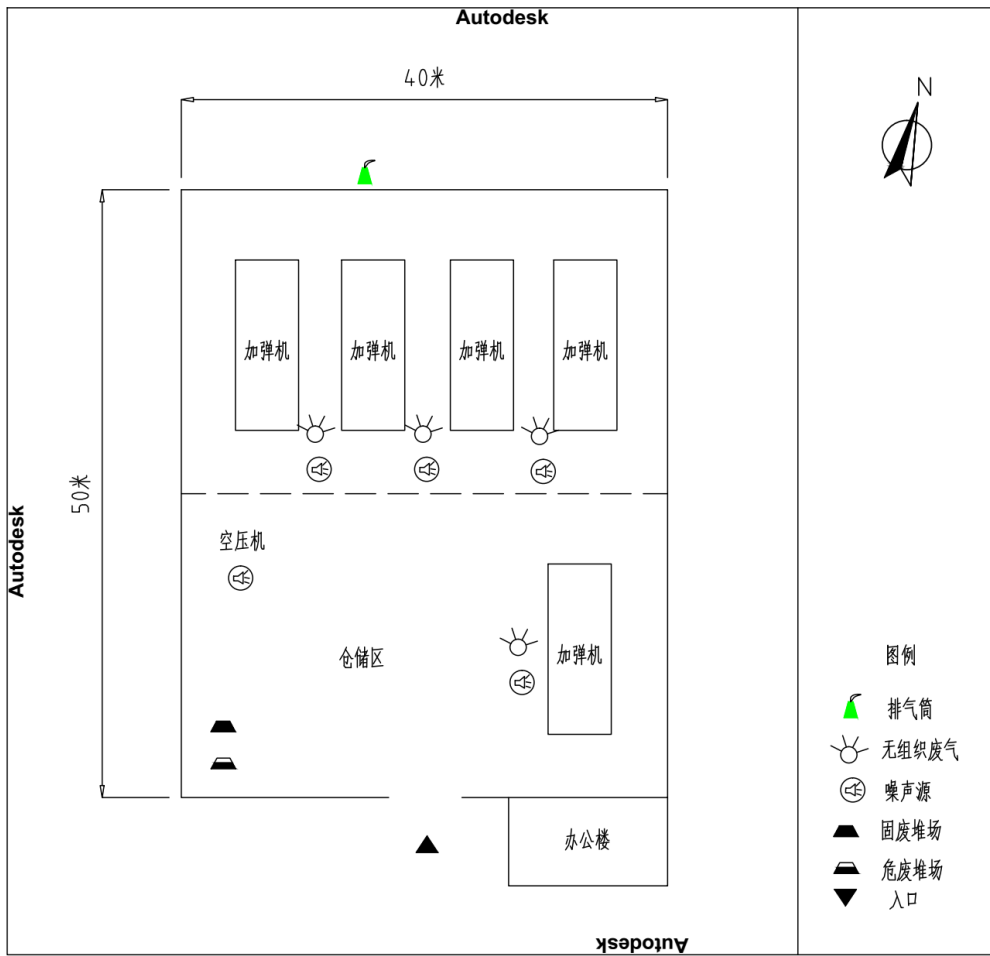 Autodesk
40米
N
加弹机
加弹机
加弹机
加弹机
50米
Autodesk
空压机
仓储区
加弹机
办公楼
图例
排气筒
无组织废气
噪声源
固废堆场
危废堆场
入口
Autodesk